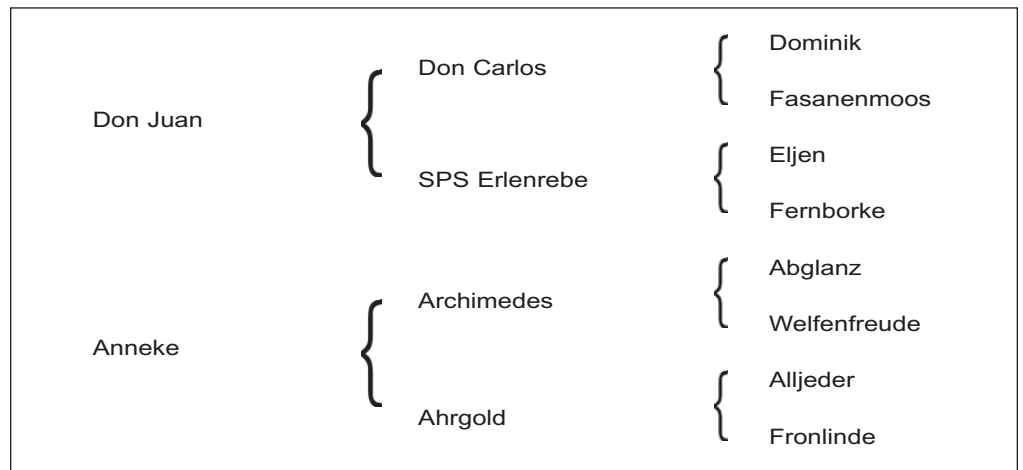 Dominik
Don Carlos
Fasanenmoos
Don Juan
Eljen
SPS Erlenrebe
Fernborke
Abglanz
Archimedes
Welfenfreude
Anneke
Alljeder
Ahrgold
Fronlinde